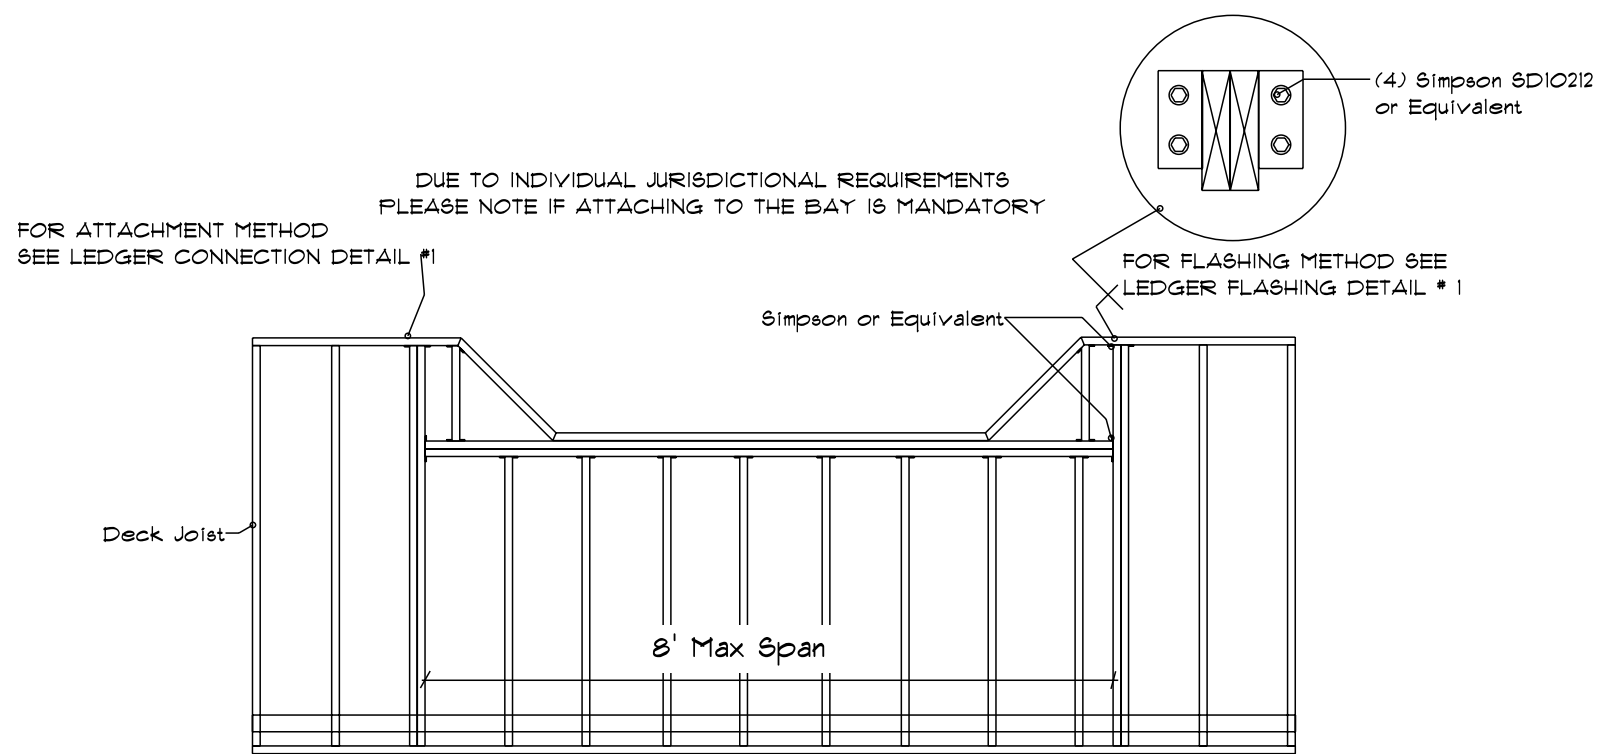 (4) Simpson SD10212
or Equivalent
DUE TO INDIVIDUAL JURISDICTIONAL REQUIREMENTS
PLEASE NOTE IF ATTACHING TO THE BAY IS MANDATORY
FOR ATTACHMENT METHOD
SEE LEDGER CONNECTION DETAIL #1
FOR FLASHING METHOD SEE
LEDGER FLASHING DETAIL # 1
Simpson or Equivalent
Deck Joist
8' Max Span